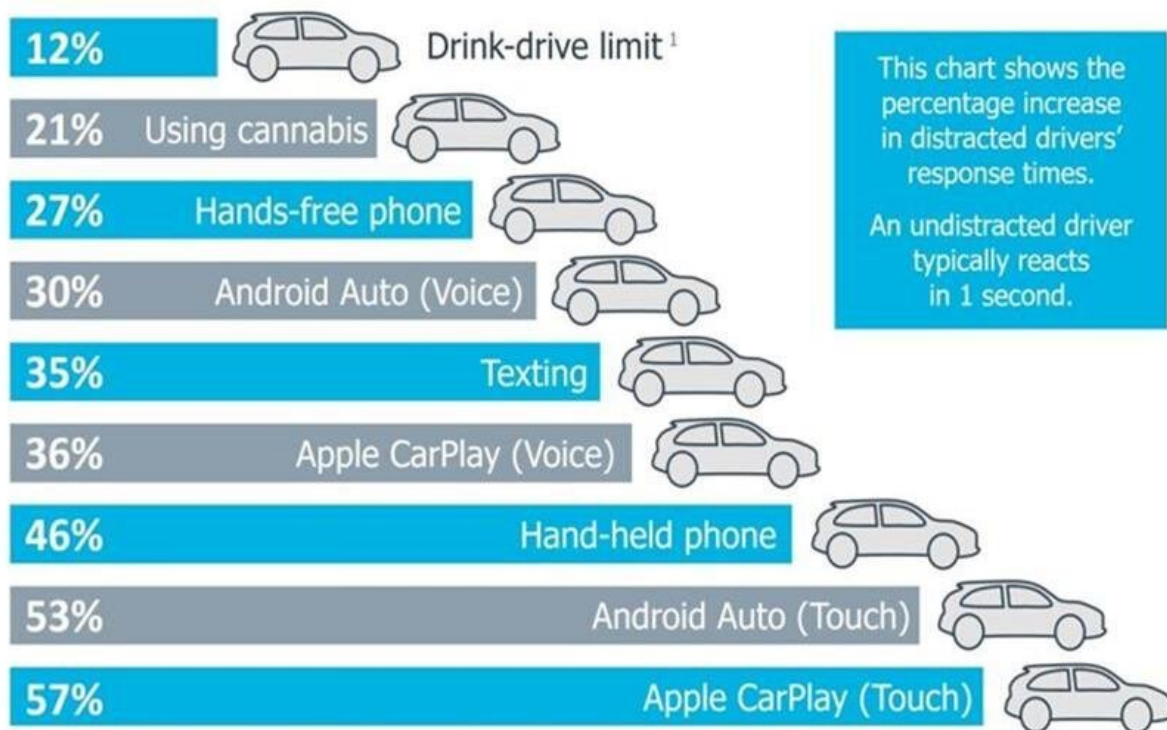 12% Drink-drive limit 1
21% Using cannabis
27% Hands-free phone
30% Android Auto (Voice)
35% Texting
36% Apple CarPlay (Voice)
46% Hand-held phone
53% Android Auto (Touch)
57% Apple CarPlay (Touch)
This chart shows the
percentage increase
in distracted drivers’
response times.
An undistracted driver
typically reacts
in 1 second.